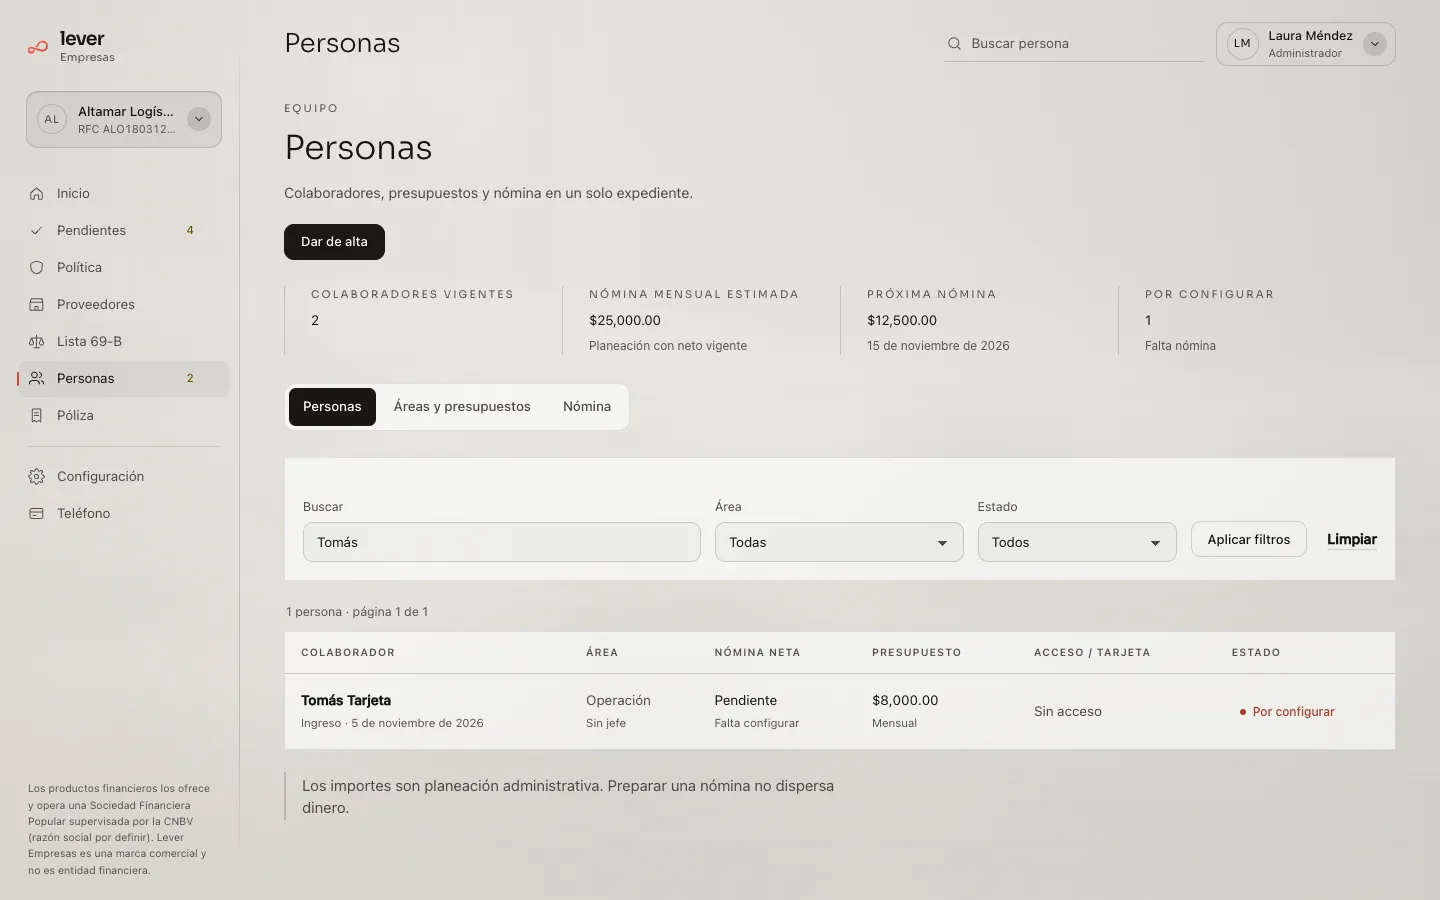 lever
Empresas
AL
Altamar Logís...
RFC ALO180312...
Inicio
Pendientes 4
Política
Proveedores
Lista 69-B
Personas 2
Póliza
Configuración
Teléfono
Los productos financieros los ofrece
y opera una Sociedad Financiera
Popular supervisada por la CNBV
(razón social por definir). Lever
Empresas es una marca comercial y
no es entidad financiera.
Personas
Buscar persona
LM
Laura Méndez
Administrador
EQUIPO
Personas
Colaboradores, presupuestos y nómina en un solo expediente.
Dar de alta
COLABORADORES VIGENTES
2
NÓMINA MENSUAL ESTIMADA
$25,000.00
Planeación con neto vigente
PRÓXIMA NÓMINA
$12,500.00
15 de noviembre de 2026
POR CONFIGURAR
1
Falta nómina
Personas Áreas y presupuestos Nómina
Buscar Área Estado
Tomás Todas Todos Aplicar filtros Limpiar
1 persona · página 1 de 1
COLABORADOR ÁREA NÓMINA NETA PRESUPUESTO ACCESO / TARJETA ESTADO
Tomás Tarjeta Operación Pendiente $8,000.00 Sin acceso Por configurar
Ingreso · 5 de noviembre de 2026 Sin jefe Falta configurar Mensual
Los importes son planeación administrativa. Preparar una nómina no dispersa
dinero.